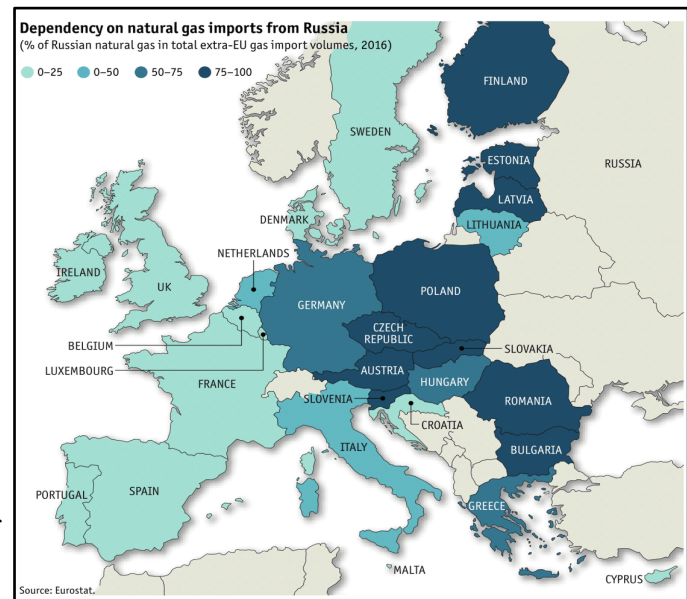 Dependency on natural gas imports from Russia
(% of Russian natural gas in total extra-EU gas import volumes, 2016)
0–25 0–50 50–75 75–100
FINLAND
SWEDEN
RUSSIA
ESTONIA
LATVIA
DENMARK
LITHUANIA
NETHERLANDS
IRELAND
UK
GERMANY
POLAND
CZECH
REPUBLIC
BELGIUM
SLOVAKIA
LUXEMBOURG
AUSTRIA
FRANCE
HUNGARY
SLOVENIA
ROMANIA
CROATIA
ITALY
BULGARIA
PORTUGAL
SPAIN
GREECE
MALTA
CYPRUS
Source: Eurostat.